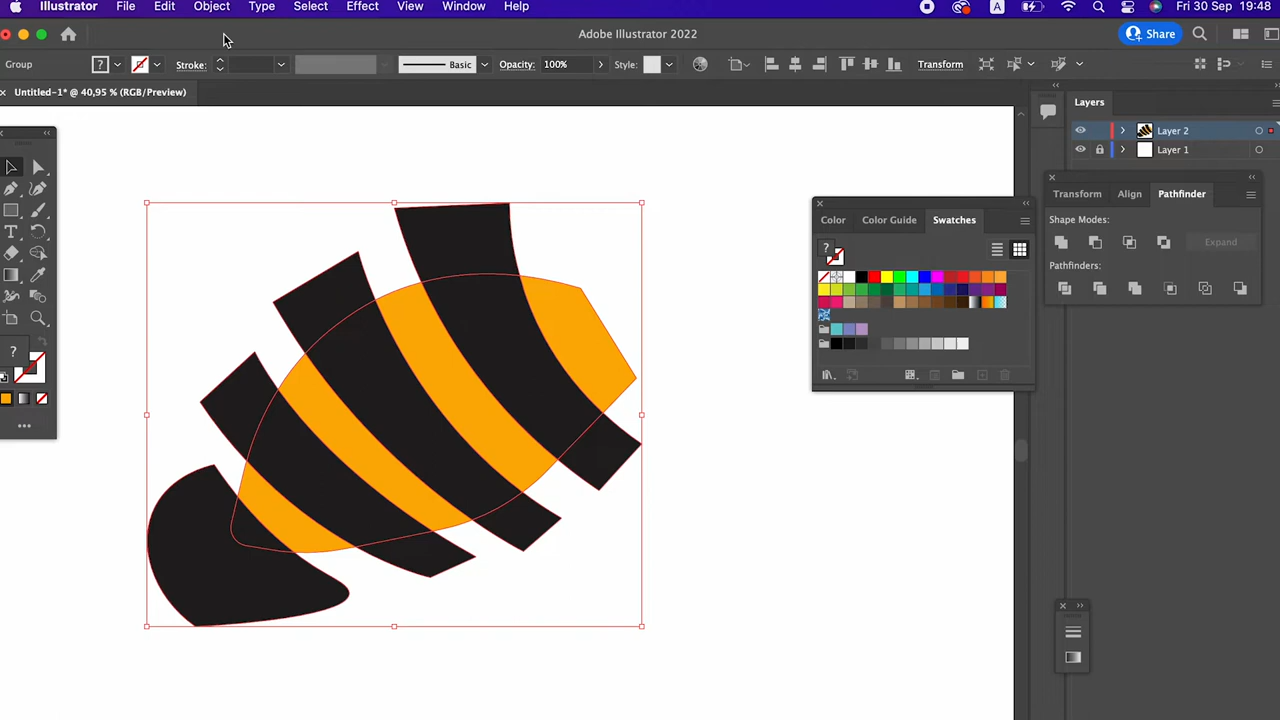 Illustrator File Edit Object Type Select Effect View Window Help A Fri 30 Sep 19:48
Adobe Illustrator 2022 Share
Group ? Stroke: Basic Opacity: 100% Style: Transform
Untitled-1* @ 40,95 % (RGB/Preview)
Layers
Layer 2
Layer 1
Transform Align Pathfinder
Shape Modes:
Expand
Pathfinders:
Color Color Guide Swatches
?
T
?